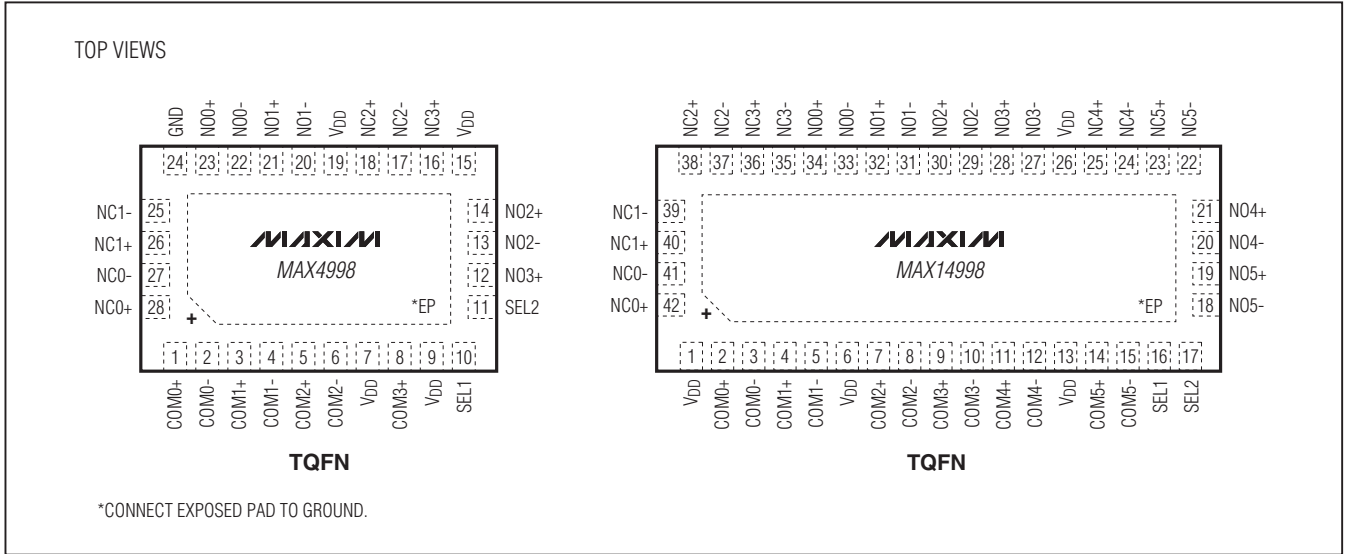 TOP VIEWS
GND NO0+ NO0- NO1+ NO1- VDD NC2+ NC2- NC3+ VDD
24 23 22 21 20 19 18 17 16 15
NC1- 25
NC1+ 26
NC0- 27
NC0+ 28
MAXIM
MAX4998
*EP
+
14 NO2+
13 NO2-
12 NO3+
11 SEL2
1 2 3 4 5 6 7 8 9 10
COM0+ COM0- COM1+ COM1- COM2+ COM2- VDD COM3+ VDD SEL1
TQFN
NC2+ NC2- NC3+ NC3- NO0+ NO0- NO1+ NO1- NO2+ NO2- NO3+ NO3- VDD NC4+ NC4- NC5+ NC5-
38 37 36 35 34 33 32 31 30 29 28 27 26 25 24 23 22
NC1- 39
NC1+ 40
NC0- 41
NC0+ 42
MAXIM
MAX14998
*EP
+
21 NO4+
20 NO4-
19 NO5+
18 NO5-
1 2 3 4 5 6 7 8 9 10 11 12 13 14 15 16 17
VDD COM0+ COM0- COM1+ COM1- VDD COM2+ COM2- COM3+ COM3- COM4+ COM4- VDD COM5+ COM5- SEL1 SEL2
TQFN
*CONNECT EXPOSED PAD TO GROUND.